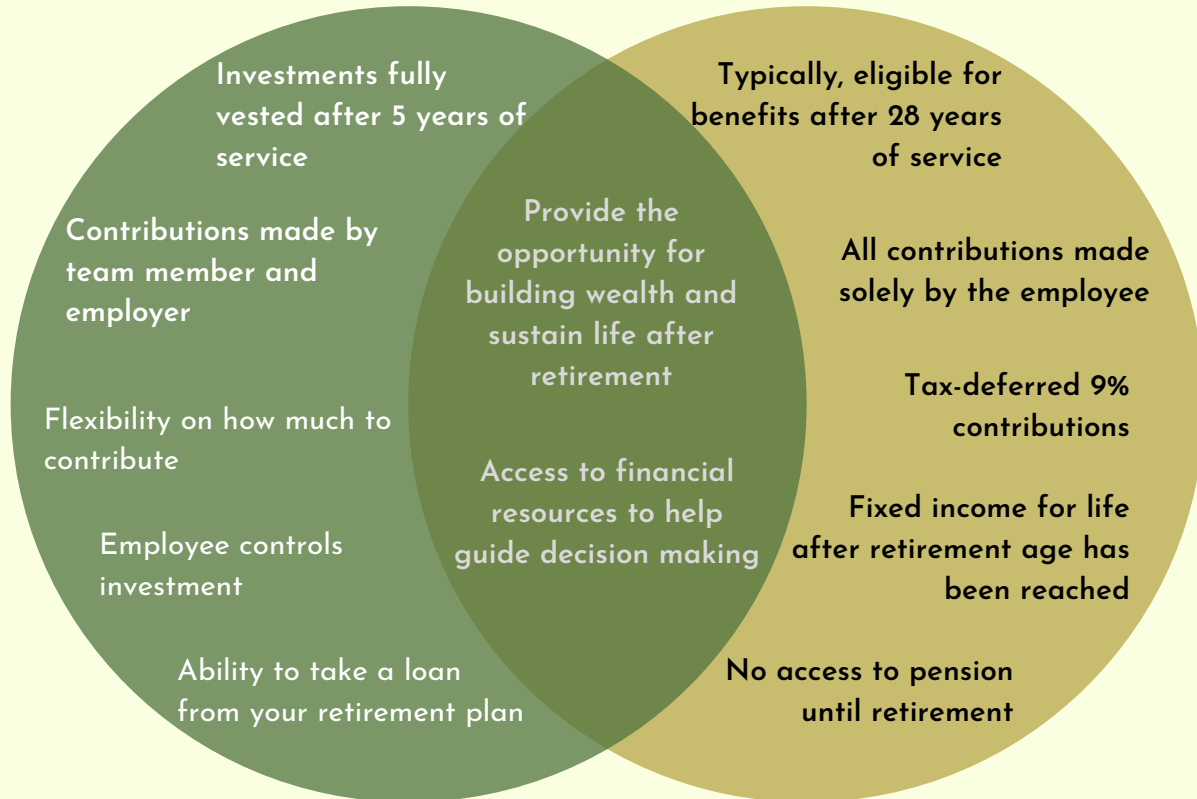 Investments fully
vested after 5 years of
service
Contributions made by
team member and
employer
Flexibility on how much to
contribute
Employee controls
investment
Ability to take a loan
from your retirement plan
Provide the
opportunity for
building wealth and
sustain life after
retirement
Access to financial
resources to help
guide decision making
Typically, eligible for
benefits after 28 years
of service
All contributions made
solely by the employee
Tax-deferred 9%
contributions
Fixed income for life
after retirement age has
been reached
No access to pension
until retirement